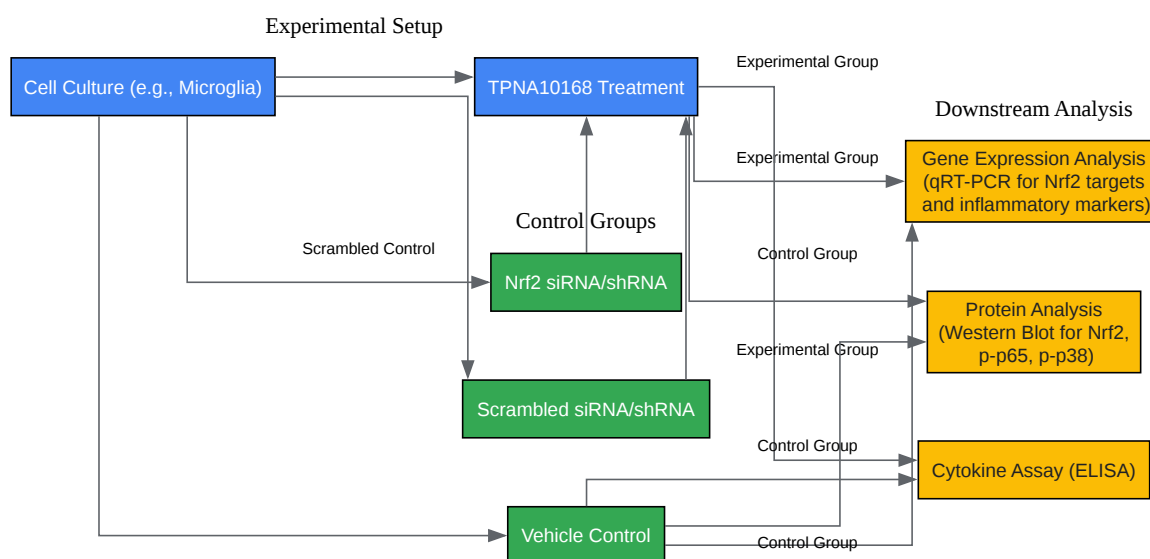 Experimental Setup
Cell Culture (e.g., Microglia)
TPNA10168 Treatment
Experimental Group
Downstream Analysis
Gene Expression Analysis
(qRT-PCR for Nrf2 targets
and inflammatory markers)
Experimental Group
Control Groups
Scrambled Control
Control Group
Nrf2 siRNA/shRNA
Protein Analysis
(Western Blot for Nrf2,
p-p65, p-p38)
Experimental Group
Scrambled siRNA/shRNA
Control Group
Cytokine Assay (ELISA)
Vehicle Control
Control Group